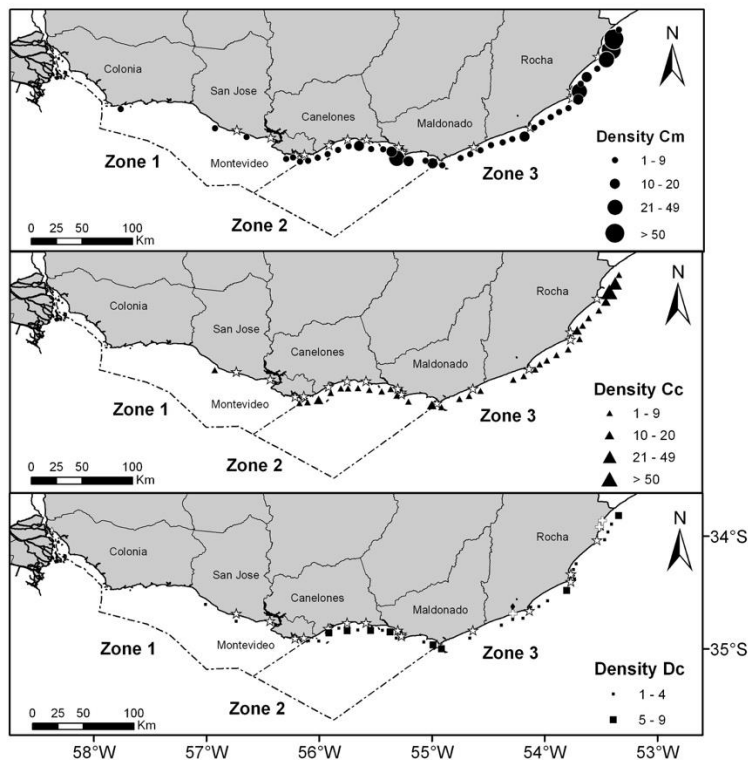 N
Rocha
Colonia
San Jose
Canelones
Maldonado
Montevideo
Zone 1
Zone 2
Zone 3
Density Cm
1 - 9
10 - 20
21 - 49
> 50
0 25 50 100
Km
N
Rocha
Colonia
San Jose
Canelones
Maldonado
Montevideo
Zone 1
Zone 2
Zone 3
Density Cc
1 - 9
10 - 20
21 - 49
> 50
0 25 50 100
Km
N
34°S
Rocha
Colonia
San Jose
Canelones
Maldonado
Montevideo
Zone 1
Zone 2
Zone 3
35°S
Density Dc
1 - 4
5 - 9
0 25 50 100
Km
58°W 57°W 56°W 55°W 54°W 53°W